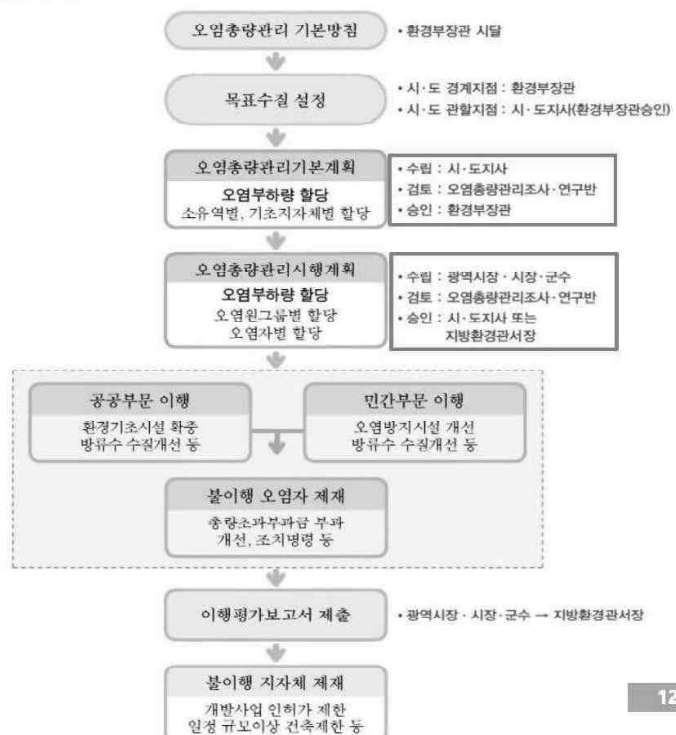 오염총량관리 기본방침
• 환경부장관 시달
목표수질 설정
• 시·도 경계지점 : 환경부장관
• 시·도 관할지점 : 시·도지사(환경부장관승인)
오염총량관리기본계획
오염부하량 할당
소유역별, 기초지자체별 할당
• 수립 : 시·도지사
• 검토 : 오염총량관리조사·연구반
• 승인 : 환경부장관
오염총량관리시행계획
오염부하량 할당
오염원그룹별 할당
오염자별 할당
• 수립 : 광역시장·시장·군수
• 검토 : 오염총량관리조사·연구반
• 승인 : 시·도지사 또는
지방환경관서장
공공부문 이행
환경기초시설 확충
방류수 수질개선 등
민간부문 이행
오염방지시설 개선
방류수 수질개선 등
불이행 오염자 제재
총량초과부과금 부과
개선, 조치명령 등
이행평가보고서 제출
• 광역시장·시장·군수 → 지방환경관서장
불이행 지자체 제재
개발사업 인허가 제한
일정 규모이상 건축제한 등
12